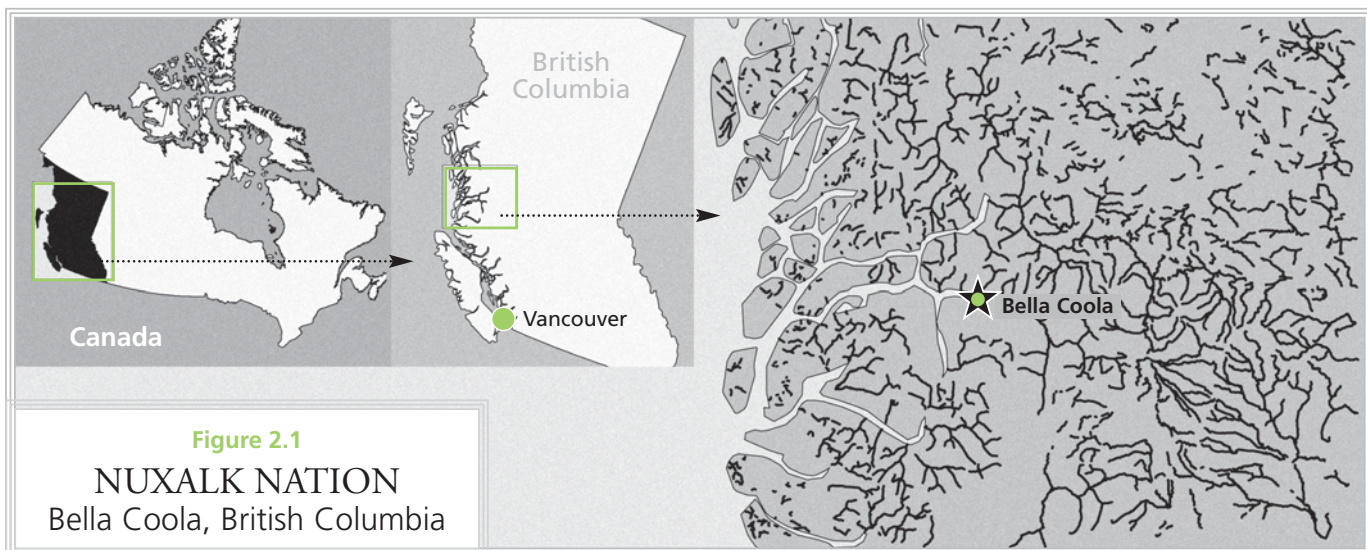 British
Columbia
Vancouver
Canada
Bella Coola
Figure 2.1
NUXALK NATION
Bella Coola, British Columbia